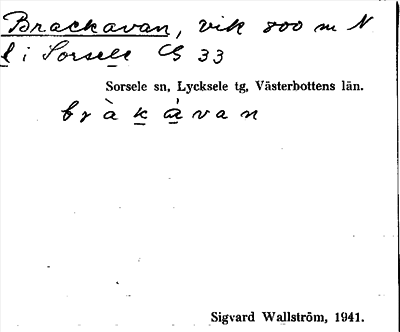 Brackavan, vik 800 m N
l i Sorsele CS 33
Sorsele sn, Lycksele tg, Västerbottens län.
bràkávan
Sigvard Wallström, 1941.